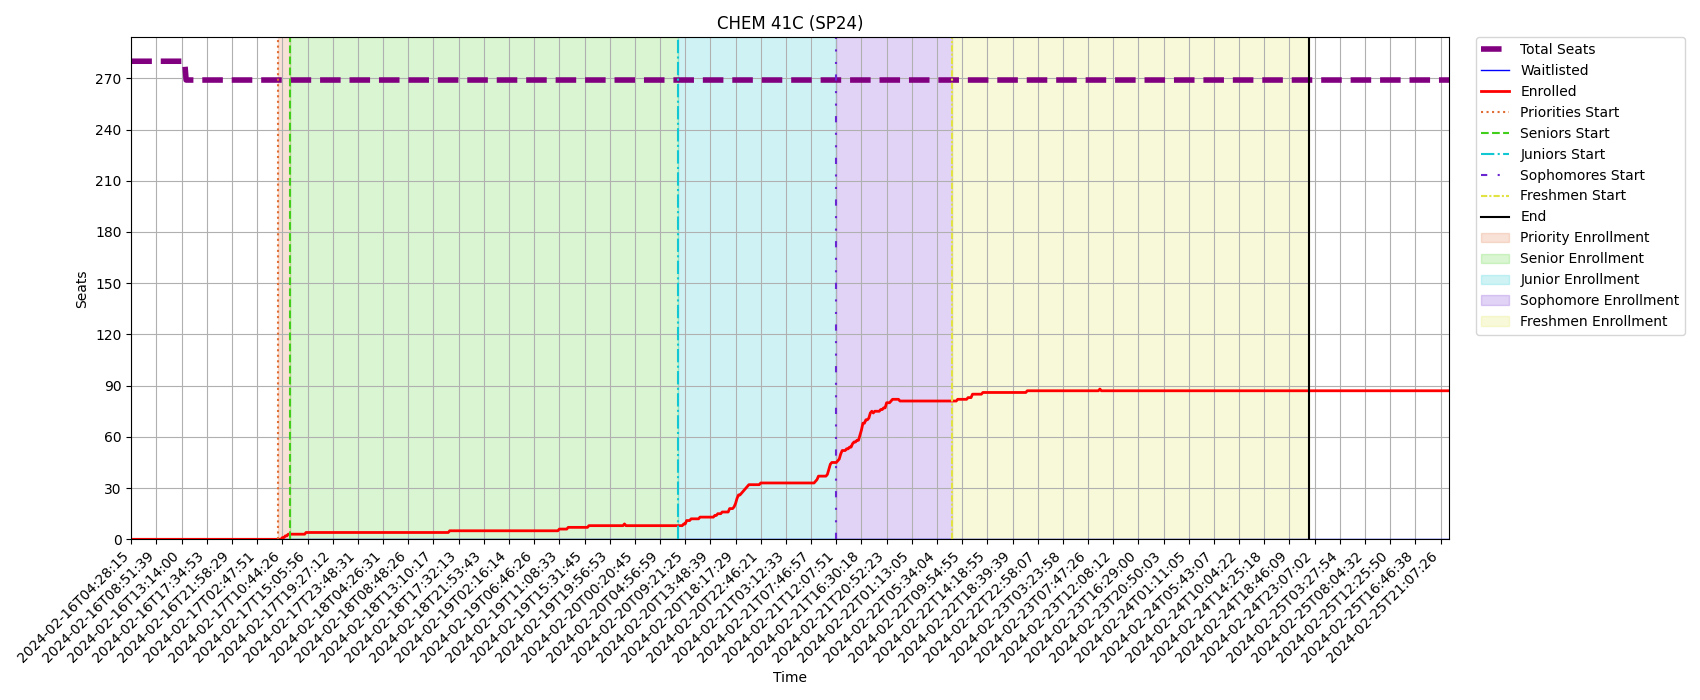 CHEM 41C (SP24)
Seats
270
240
210
180
150
120
90
60
30
0
2024-02-16T04:28:15
2024-02-16T08:51:39
2024-02-16T13:14:00
2024-02-16T17:34:53
2024-02-16T21:58:29
2024-02-17T02:47:51
2024-02-17T10:44:26
2024-02-17T15:05:56
2024-02-17T19:27:12
2024-02-17T23:48:31
2024-02-18T04:26:31
2024-02-18T08:48:26
2024-02-18T13:10:17
2024-02-18T17:32:13
2024-02-18T21:53:43
2024-02-19T02:16:14
2024-02-19T06:46:26
2024-02-19T11:08:33
2024-02-19T15:31:45
2024-02-19T19:56:53
2024-02-20T00:20:45
2024-02-20T04:56:59
2024-02-20T09:21:25
2024-02-20T13:48:39
2024-02-20T18:17:29
2024-02-20T22:46:21
2024-02-21T03:12:33
2024-02-21T07:46:57
2024-02-21T12:07:51
2024-02-21T16:30:18
2024-02-21T20:52:23
2024-02-22T01:13:05
2024-02-22T05:34:04
2024-02-22T09:54:55
2024-02-22T14:18:55
2024-02-22T18:39:39
2024-02-22T22:58:07
2024-02-23T03:23:58
2024-02-23T07:47:26
2024-02-23T12:08:12
2024-02-23T16:29:00
2024-02-23T20:50:03
2024-02-24T01:11:05
2024-02-24T05:43:07
2024-02-24T10:04:22
2024-02-24T14:25:18
2024-02-24T18:46:09
2024-02-24T23:07:02
2024-02-25T03:27:54
2024-02-25T08:04:32
2024-02-25T12:25:50
2024-02-25T16:46:38
2024-02-25T21:07:26
Time
Total Seats
Waitlisted
Enrolled
Priorities Start
Seniors Start
Juniors Start
Sophomores Start
Freshmen Start
End
Priority Enrollment
Senior Enrollment
Junior Enrollment
Sophomore Enrollment
Freshmen Enrollment